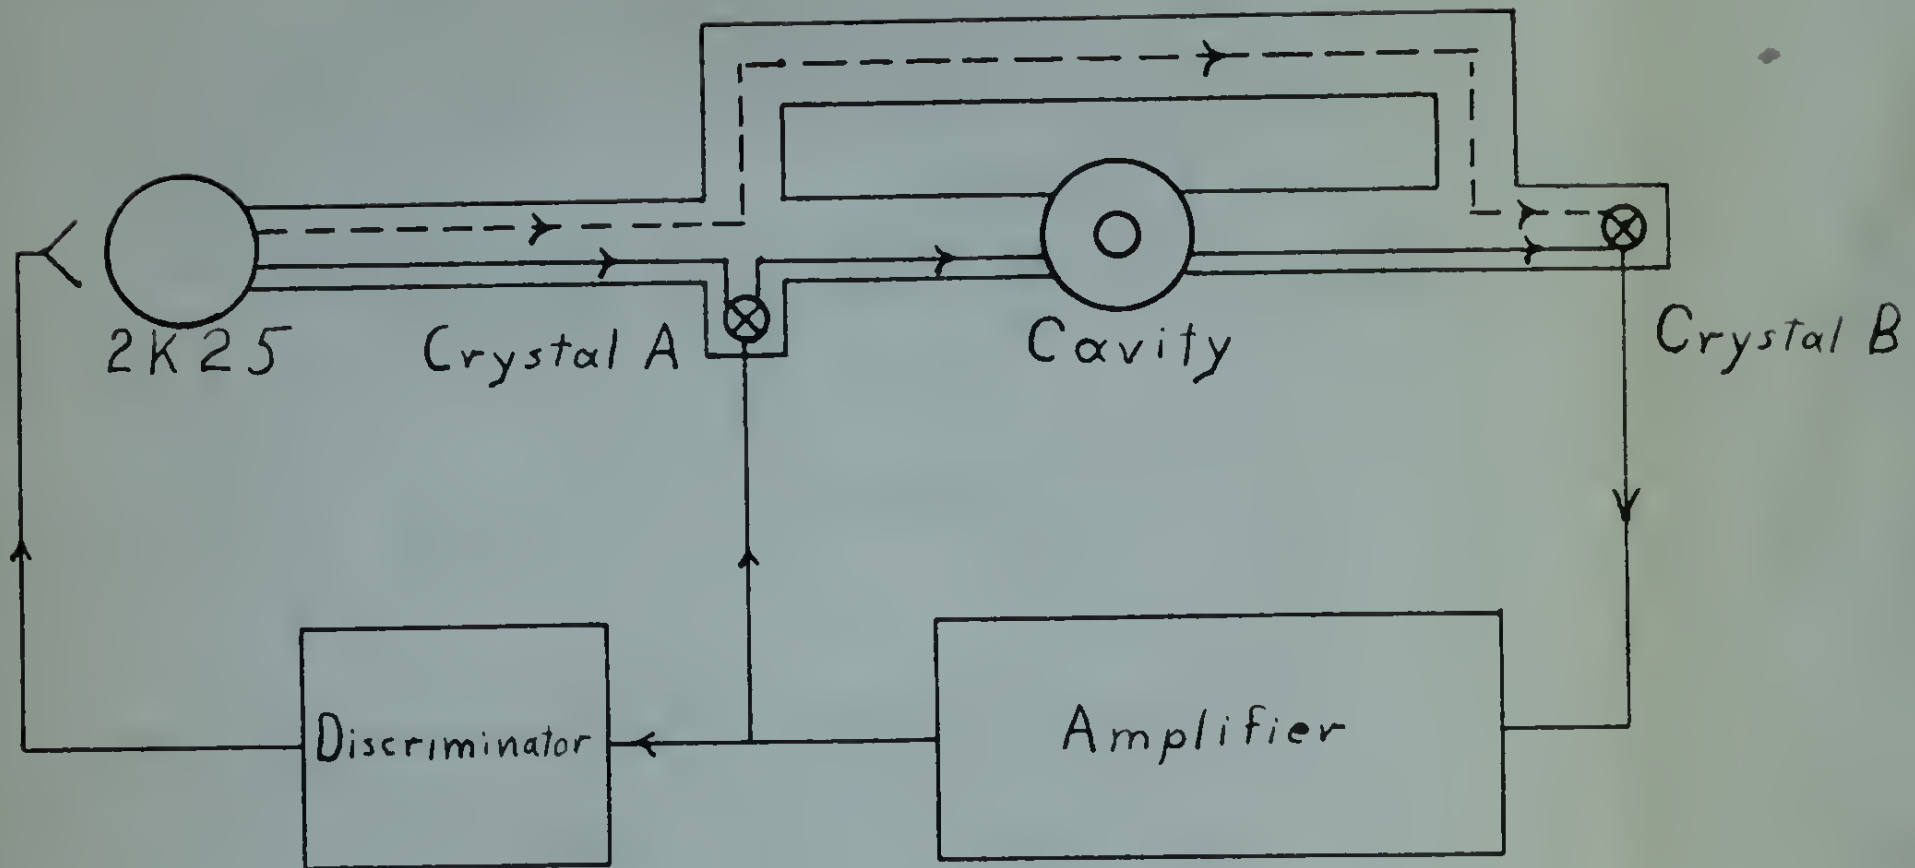 2K25
Crystal A
Cavity
Crystal B
Discriminator
Amplifier